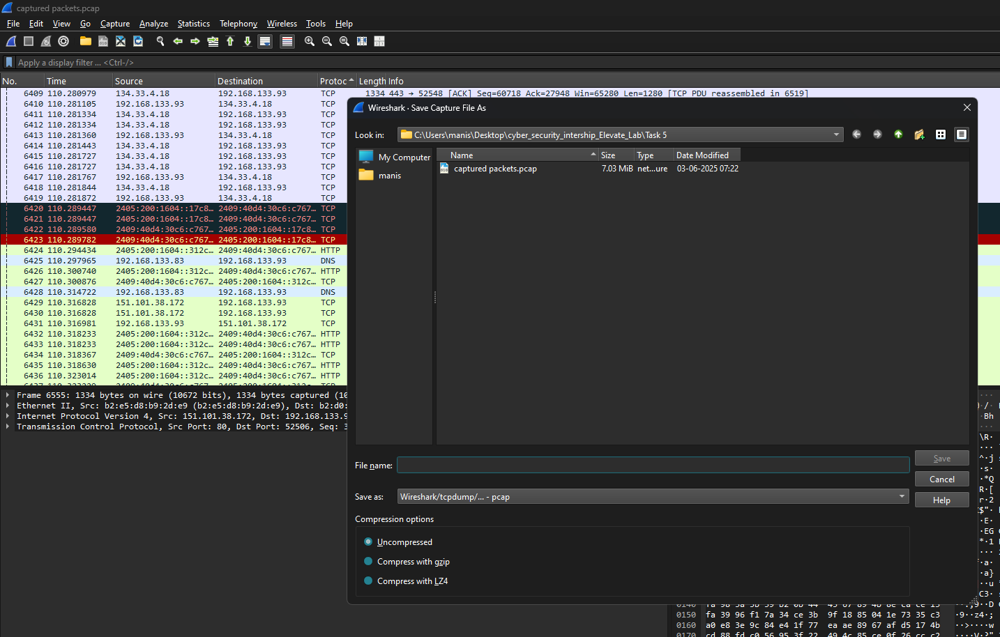 captured packets.pcap
File Edit View Go Capture Analyze Statistics Telephony Wireless Tools Help
Apply a display filter ... <Ctrl-/>
No. Time Source Destination Protoc Length Info
6409 110.280979 134.33.4.18 192.168.133.93 TCP 1334 443 → 52548 [ACK] Seq=60718 Ack=27948 Win=65280 Len=1280 [TCP PDU reassembled in 6519]
6410 110.281105 192.168.133.93 134.33.4.18 TCP
6411 110.281334 134.33.4.18 192.168.133.93 TCP
6412 110.281334 134.33.4.18 192.168.133.93 TCP
6413 110.281360 192.168.133.93 134.33.4.18 TCP
6414 110.281443 134.33.4.18 192.168.133.93 TCP
6415 110.281727 134.33.4.18 192.168.133.93 TCP
6416 110.281727 134.33.4.18 192.168.133.93 TCP
6417 110.281767 192.168.133.93 134.33.4.18 TCP
6418 110.281844 134.33.4.18 192.168.133.93 TCP
6419 110.281872 192.168.133.93 134.33.4.18 TCP
6420 110.289447 2405:200:1604::17c8… 2409:40d4:30c6:c767… TCP
6421 110.289447 2405:200:1604::17c8… 2409:40d4:30c6:c767… TCP
6422 110.289580 2409:40d4:30c6:c767… 2405:200:1604::17c8… TCP
6423 110.289782 2409:40d4:30c6:c767… 2405:200:1604::17c8… TCP
6424 110.294434 2405:200:1604::312c… 2409:40d4:30c6:c767… HTTP
6425 110.297965 192.168.133.83 192.168.133.93 DNS
6426 110.300740 2405:200:1604::312c… 2409:40d4:30c6:c767… HTTP
6427 110.300876 2409:40d4:30c6:c767… 2405:200:1604::312c… TCP
6428 110.314722 192.168.133.83 192.168.133.93 DNS
6429 110.316828 151.101.38.172 192.168.133.93 TCP
6430 110.316828 151.101.38.172 192.168.133.93 TCP
6431 110.316981 192.168.133.93 151.101.38.172 TCP
6432 110.318233 2405:200:1604::312c… 2409:40d4:30c6:c767… HTTP
6433 110.318233 2405:200:1604::312c… 2409:40d4:30c6:c767… HTTP
6434 110.318367 2409:40d4:30c6:c767… 2405:200:1604::312c… TCP
6435 110.318630 2405:200:1604::312c… 2409:40d4:30c6:c767… HTTP
6436 110.323014 2405:200:1604::312c… 2409:40d4:30c6:c767… HTTP
Frame 6555: 1334 bytes on wire (10672 bits), 1334 bytes captured (10
Ethernet II, Src: b2:e5:d8:b9:2d:e9 (b2:e5:d8:b9:2d:e9), Dst: b2:d0:
Internet Protocol Version 4, Src: 151.101.38.172, Dst: 192.168.133.9
Transmission Control Protocol, Src Port: 80, Dst Port: 52506, Seq: 3
Wireshark · Save Capture File As
Look in: C:\Users\manis\Desktop\cyber_security_intership_Elevate_Lab\Task 5
My Computer
manis
Name Size Type Date Modified
captured packets.pcap 7.03 MiB net...ure 03-06-2025 07:22
File name:
Save
Cancel
Save as: Wireshark/tcpdump/... - pcap
Help
Compression options
Uncompressed
Compress with gzip
Compress with LZ4
0150 fa 39 96 f1 7a 34 ce 3b 9f 18 85 04 1e 73 35 c3 ·9··z4·;
0160 a0 e8 3e 9c 84 e4 1f 77 ea ae 89 67 af d5 17 4b ··>····w